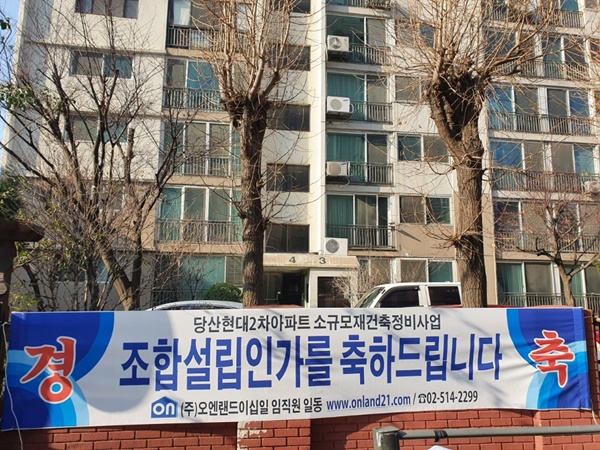 4 3
당산현대2차아파트 소규모재건축정비사업
경 조합설립인가를 축하드립니다 축
on (주)오엔랜드이십일 임직원 일동 www.onland21.com / ☎02-514-2299